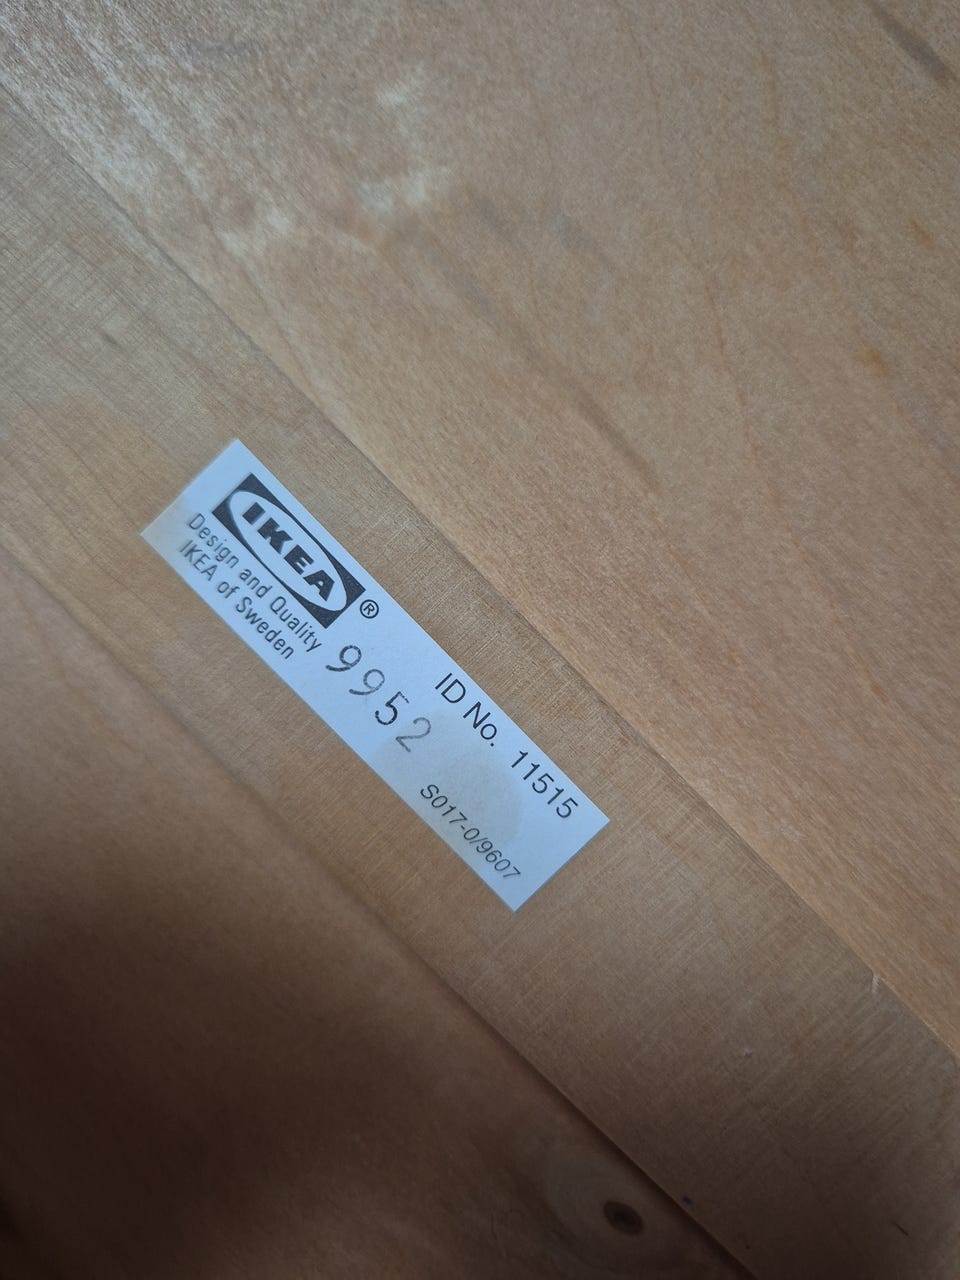 IKEA®
Design and Quality
IKEA of Sweden
9952
ID No. 11515
S017-0/9607